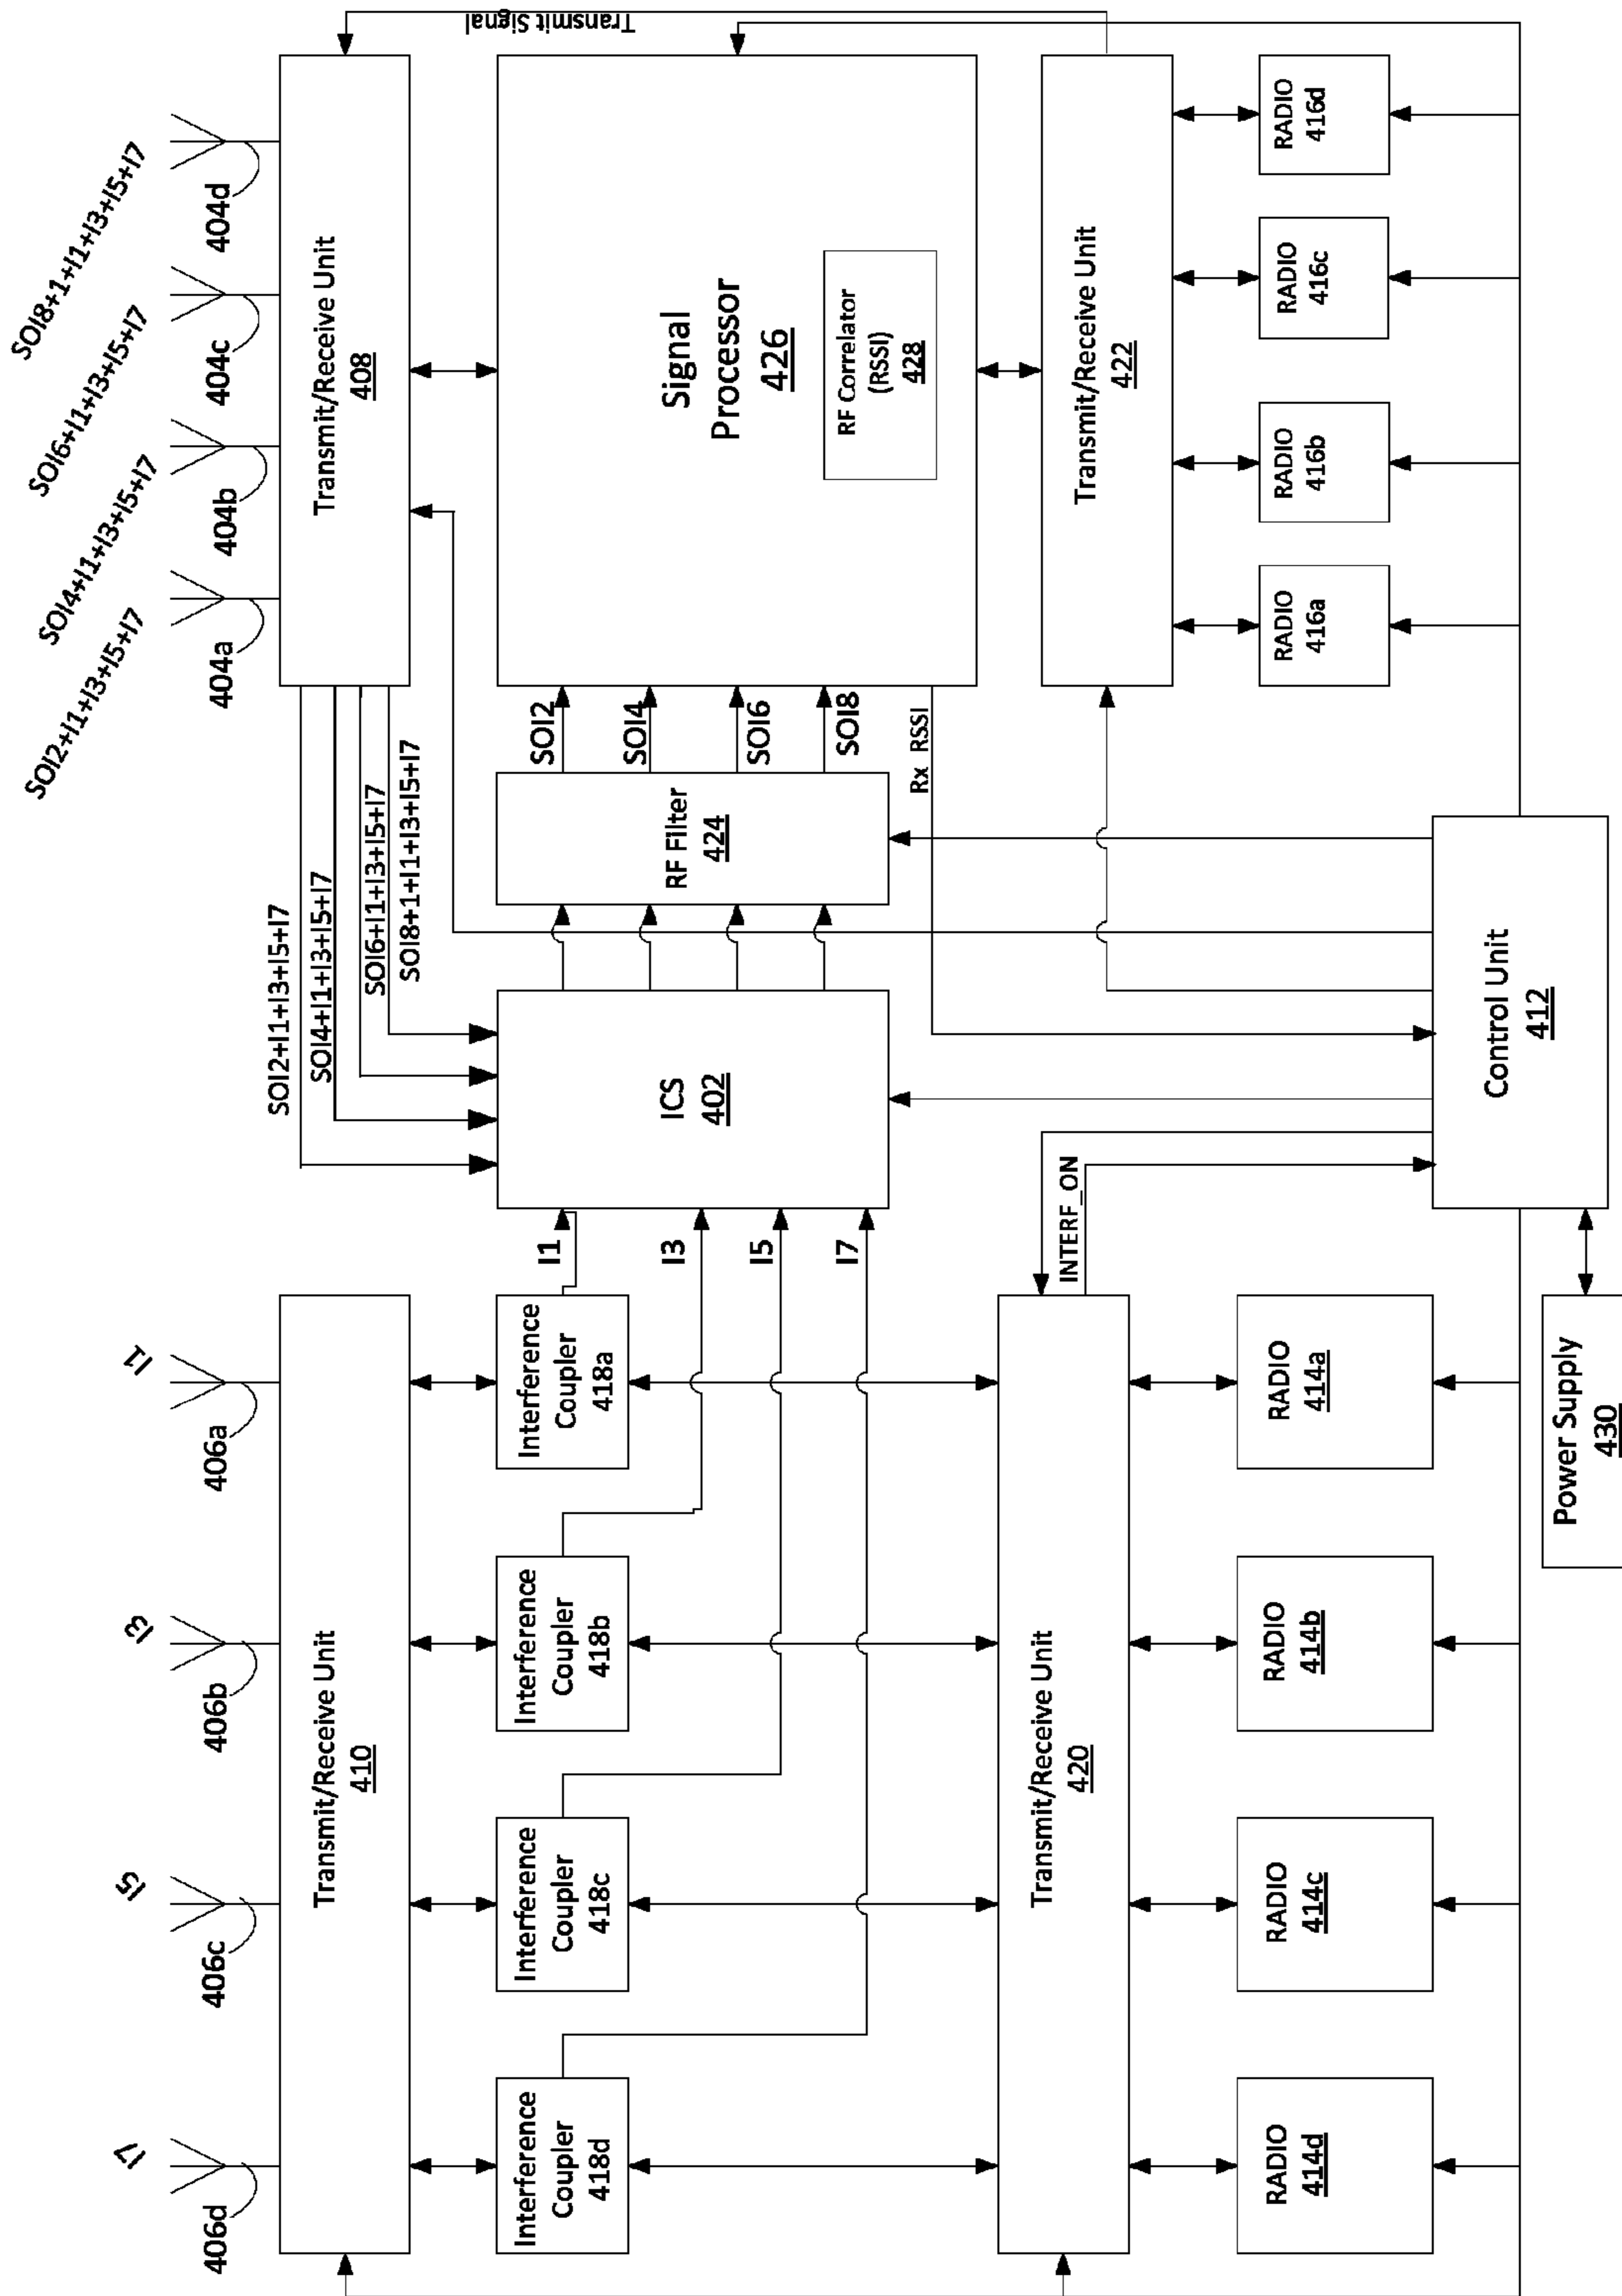 I7
I5
I3
I1
SOI2+I1+I3+I5+I7
SOI4+I1+I3+I5+I7
SOI6+I1+I3+I5+I7
SOI8+1+I1+I3+I5+I7
406d
406c
406b
406a
404a
404b
404c
404d
Transmit/Receive Unit
410
SOI2+I1+I3+I5+I7
SOI4+I1+I3+I5+I7
SOI6+I1+I3+I5+I7
SOI8+1+I1+I3+I5+I7
Transmit/Receive Unit
408
Transmit Signal
Interference
Coupler
418d
Interference
Coupler
418c
Interference
Coupler
418b
Interference
Coupler
418a
I1
I3
I5
I7
ICS
402
RF Filter
424
SOI2
SOI4
SOI6
SOI8
Rx RSSI
Signal
Processor
426
RF Correlator
(RSSI)
428
Transmit/Receive Unit
420
INTERF_ON
Transmit/Receive Unit
422
RADIO
414d
RADIO
414c
RADIO
414b
RADIO
414a
RADIO
416a
RADIO
416b
RADIO
416c
RADIO
416d
Control Unit
412
Power Supply
430